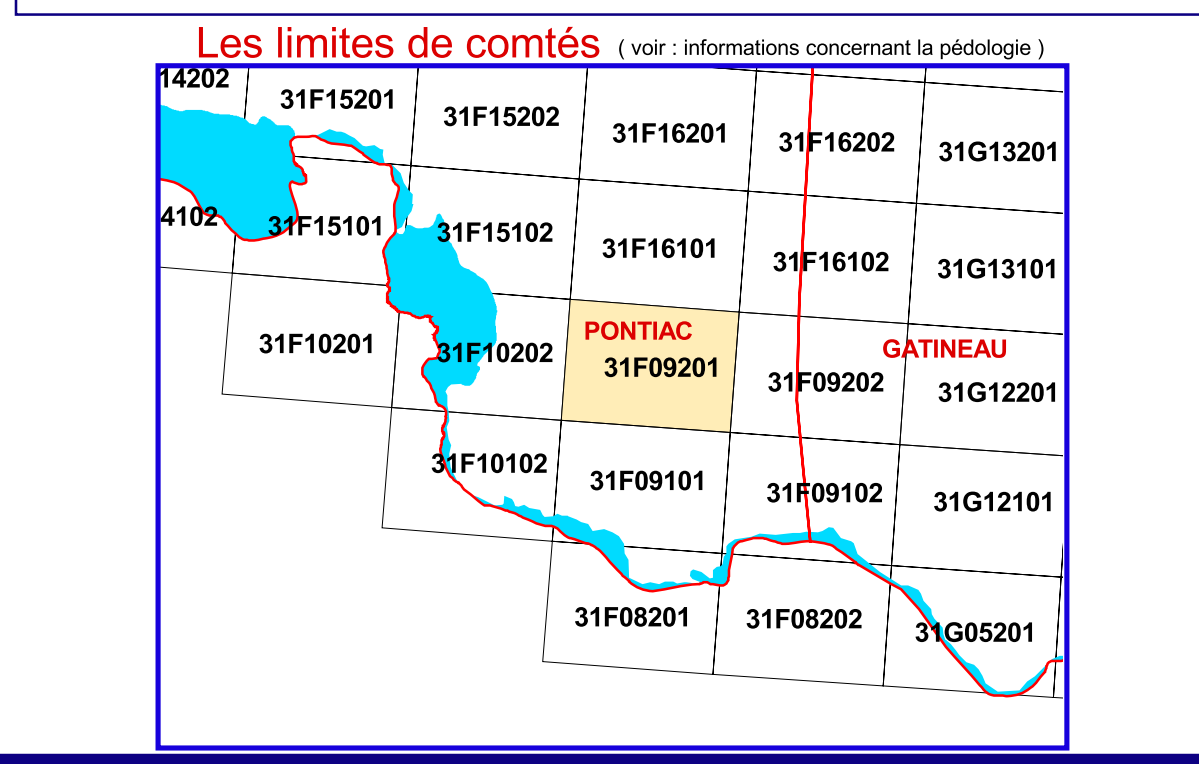 Les limites de comtés ( voir : informations concernant la pédologie )
14202
31F15201
31F15202
31F16201
31F16202
31G13201
4102
31F15101
31F15102
31F16101
31F16102
31G13101
31F10201
31F10202
PONTIAC
31F09201
31F09202
GATINEAU
31G12201
31F10102
31F09101
31F09102
31G12101
31F08201
31F08202
31G05201